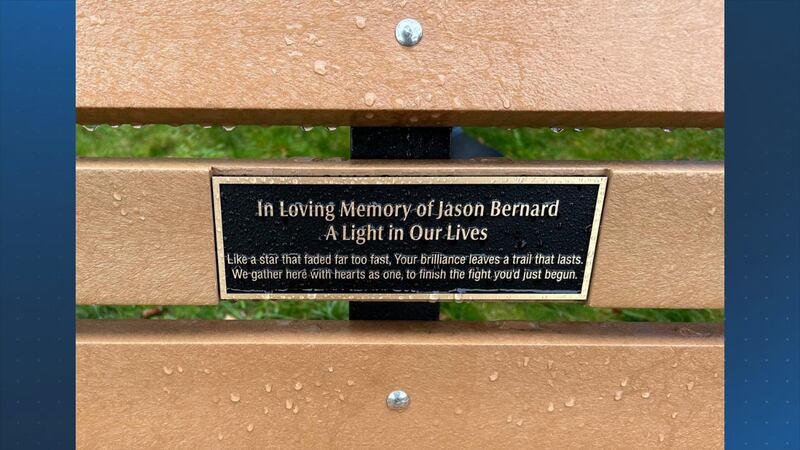 In Loving Memory of Jason Bernard
A Light in Our Lives
Like a star that faded far too fast, Your brilliance leaves a trail that lasts.
We gather here with hearts as one, to finish the fight you'd just begun.